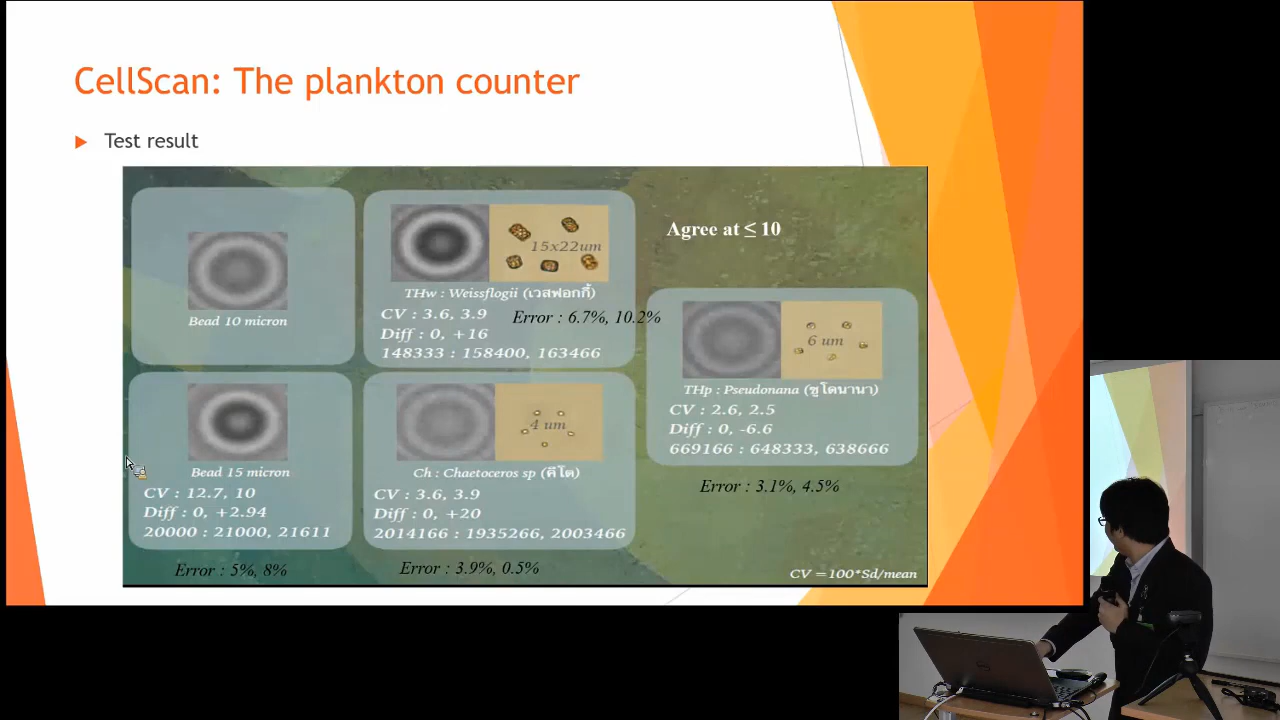 CellScan: The plankton counter
Test result
Bead 10 micron
15x22um
THw : Weissflogii (เวสฟอกกี้)
CV : 3.6, 3.9
Diff : 0, +16
148333 : 158400, 163466
Error : 6.7%, 10.2%
Agree at ≤ 10
6 um
THp : Pseudonana (ซูโดนานา)
CV : 2.6, 2.5
Diff : 0, -6.6
669166 : 648333, 638666
Error : 3.1%, 4.5%
Bead 15 micron
CV : 12.7, 10
Diff : 0, +2.94
20000 : 21000, 21611
Error : 5%, 8%
4 um
Ch : Chaetoceros sp (คีโต)
CV : 3.6, 3.9
Diff : 0, +20
2014166 : 1935266, 2003466
Error : 3.9%, 0.5%
CV =100*Sd/mean